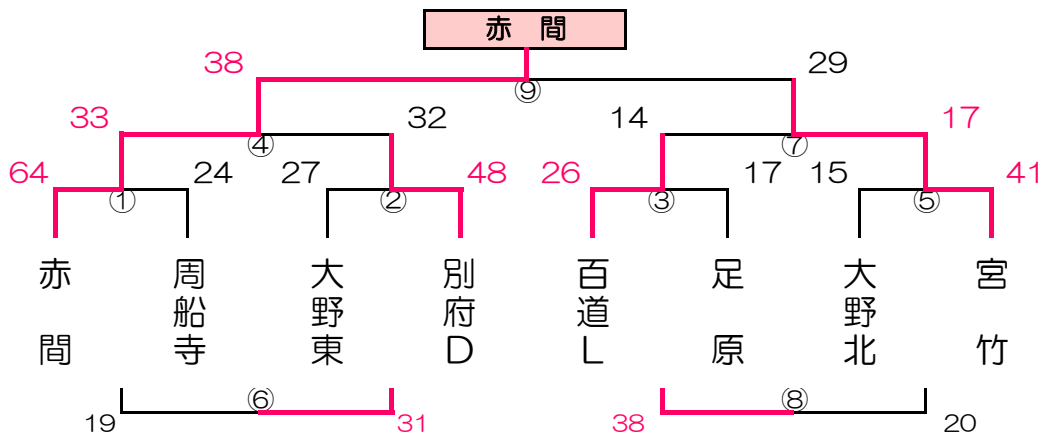 赤 間
38 29
⑨
33 32 14 17
④ ⑦
64 24 27 48 26 17 15 41
① ② ③ ⑤
赤間
周船寺
大野東
別府D
百道L
足原
大野北
宮竹
⑥ ⑧
19 31 38 20